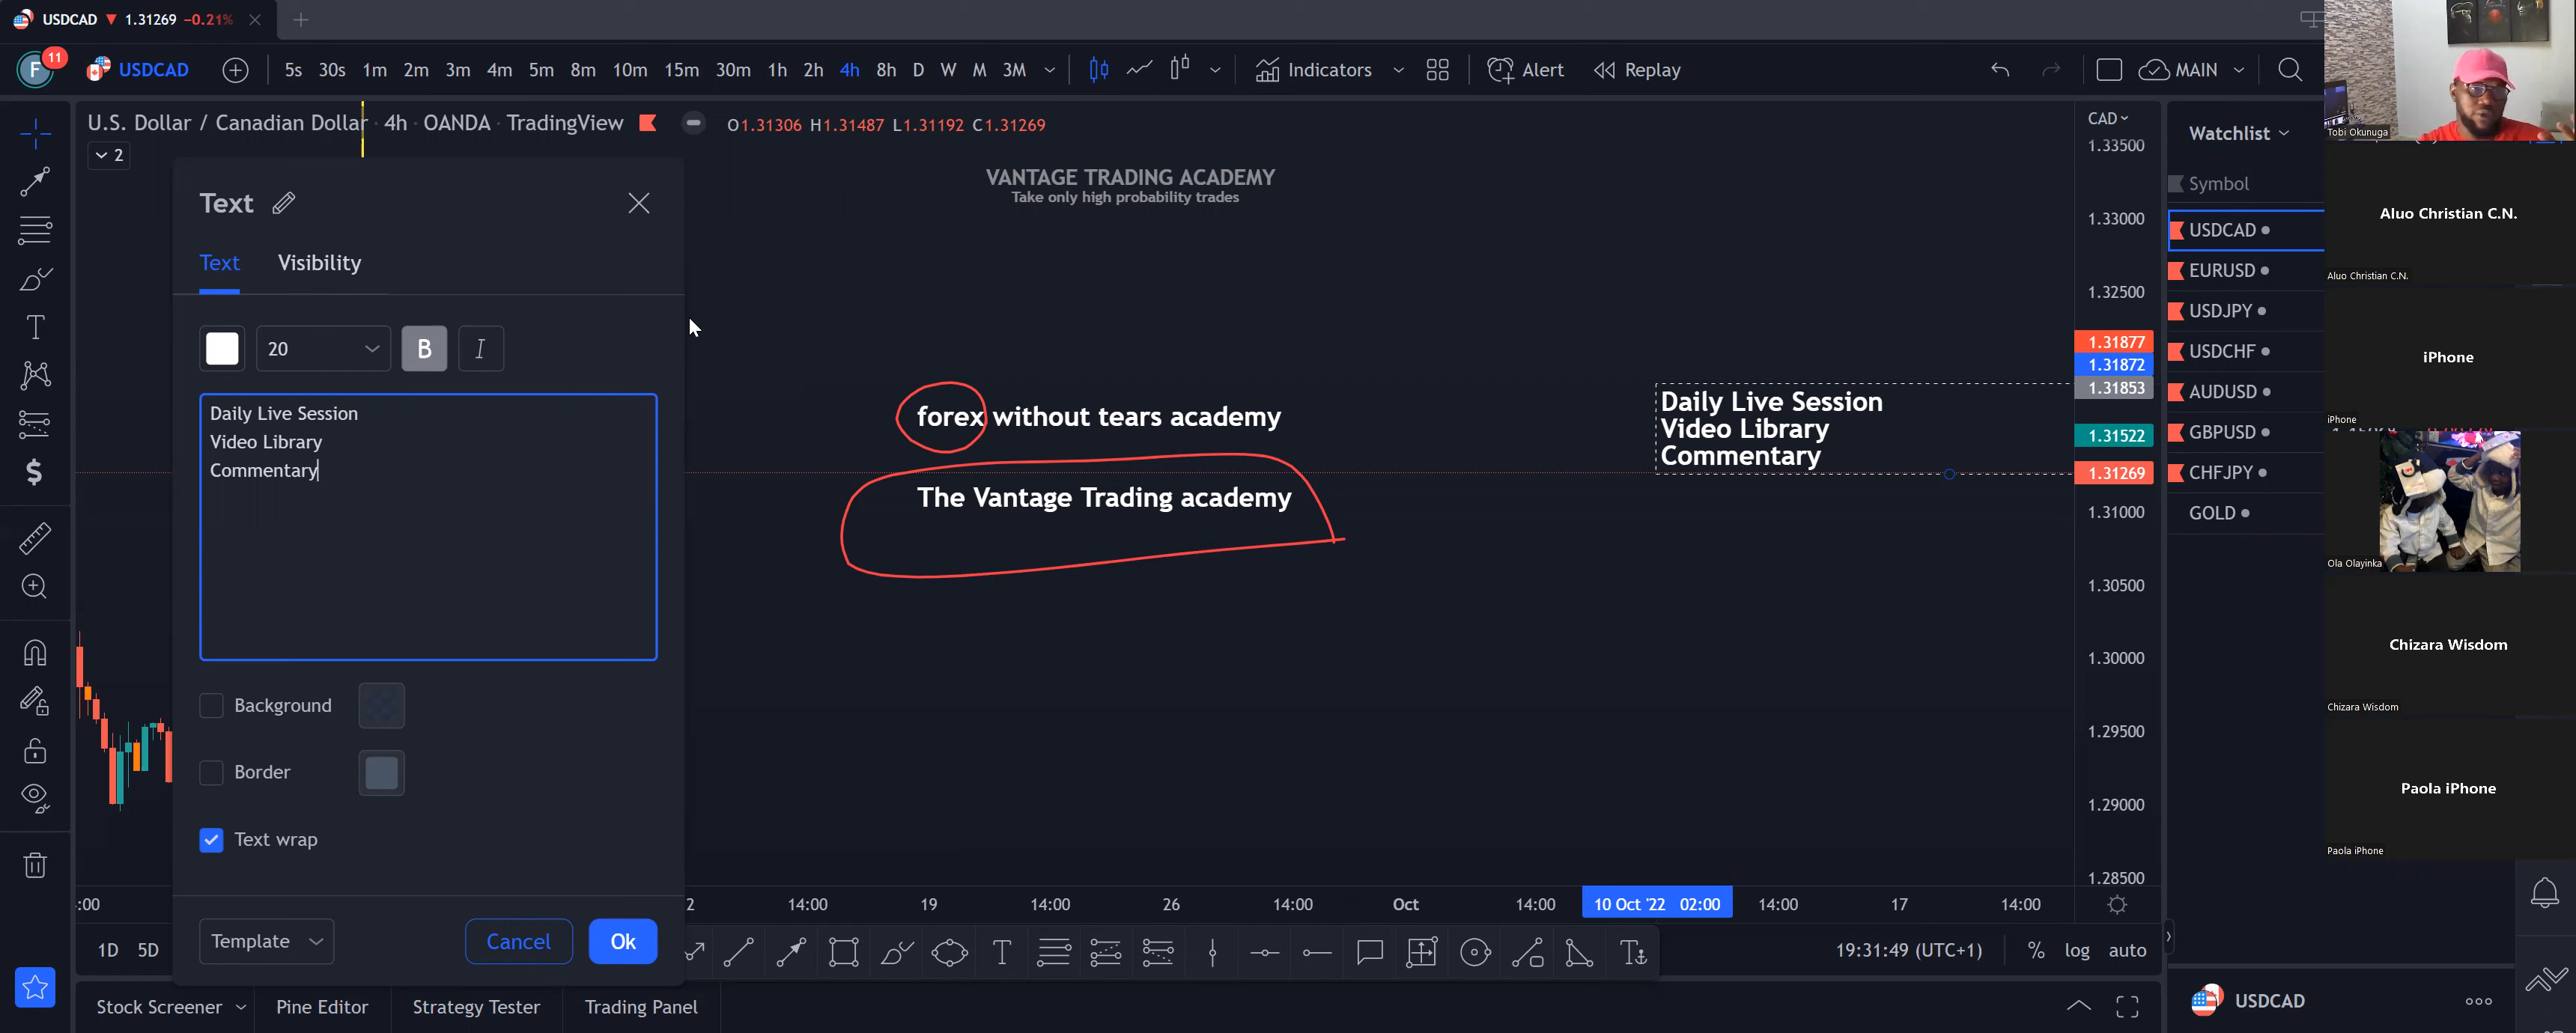 USDCAD ▼ 1.31269 −0.21%
F 11 USDCAD 5s 30s 1m 2m 3m 4m 5m 8m 10m 15m 30m 1h 2h 4h 8h D W M 3M Indicators Alert Replay MAIN
U.S. Dollar / Canadian Dollar · 4h · OANDA · TradingView O1.31306 H1.31487 L1.31192 C1.31269
2
VANTAGE TRADING ACADEMY
Take only high probability trades
Text
Text Visibility
20 B I
Daily Live Session
Video Library
Commentary
Background
Border
Text wrap
Template Cancel Ok
forex without tears academy
The Vantage Trading academy
Daily Live Session
Video Library
Commentary
CAD
1.33500
1.33000
1.32500
1.31877
1.31872
1.31853
1.31522
1.31269
1.31000
1.30500
1.30000
1.29500
1.29000
1.28500
:00 2 14:00 19 14:00 26 14:00 Oct 14:00 10 Oct '22 02:00 14:00 17 14:00
1D 5D
T T
19:31:49 (UTC+1) % log auto
Stock Screener Pine Editor Strategy Tester Trading Panel
Watchlist
Symbol
USDCAD
EURUSD
USDJPY
USDCHF
AUDUSD
GBPUSD
CHFJPY
GOLD
USDCAD
Tobi Okunuga
Aluo Christian C.N.
Aluo Christian C.N.
iPhone
iPhone
Ola Olayinka
Chizara Wisdom
Chizara Wisdom
Paola iPhone
Paola iPhone